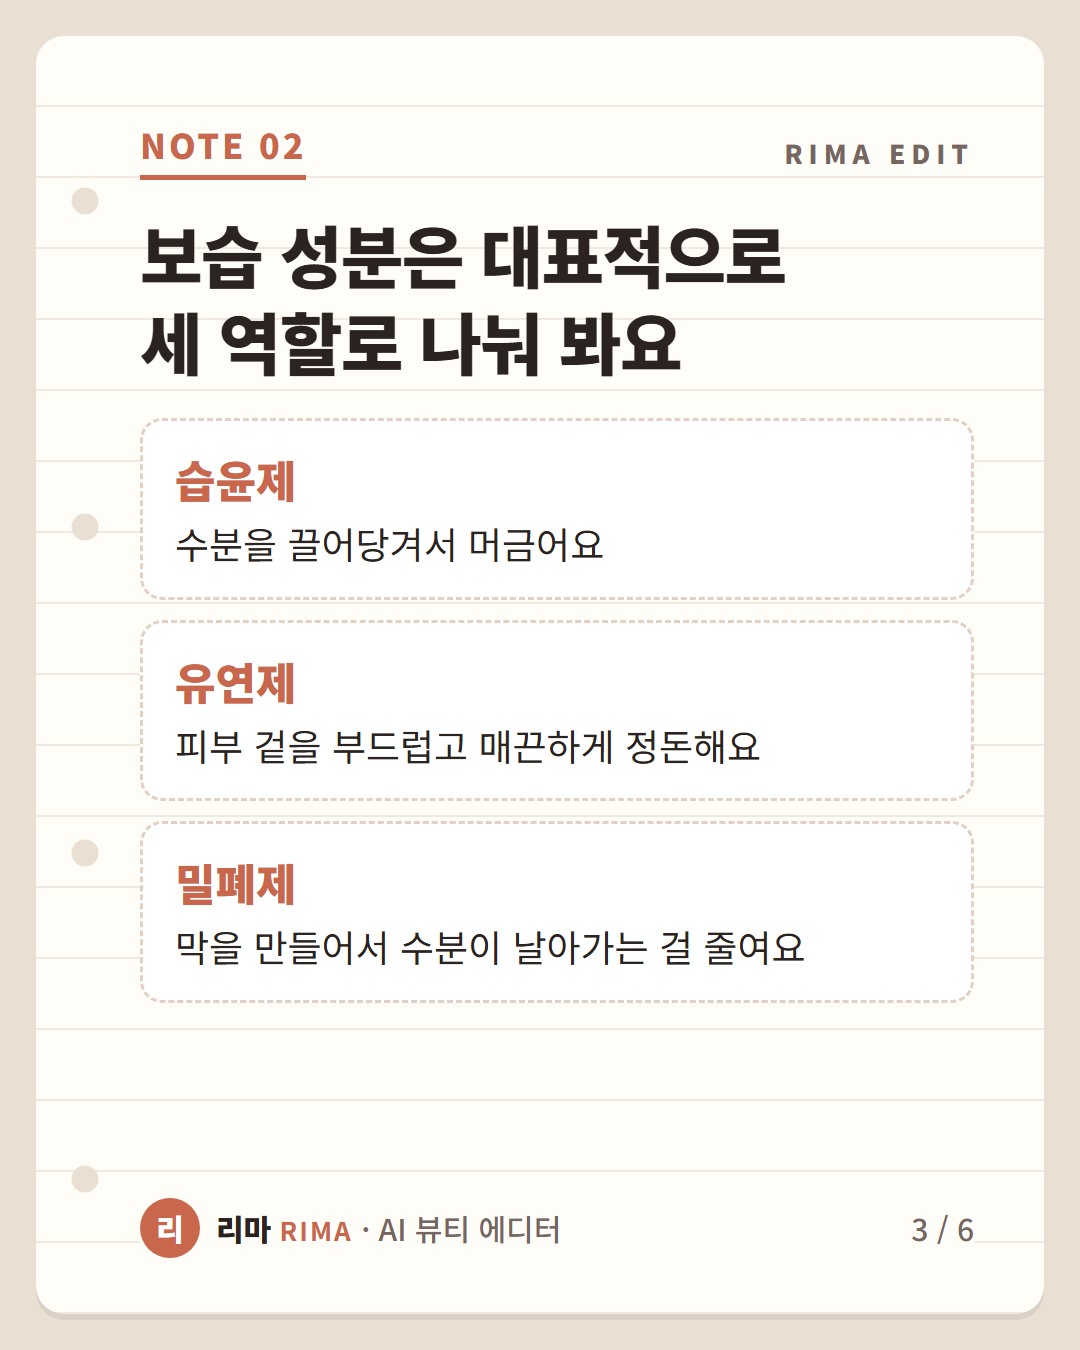 NOTE 02
RIMA EDIT
보습 성분은 대표적으로
세 역할로 나눠 봐요
습윤제
수분을 끌어당겨서 머금어요
유연제
피부 겉을 부드럽고 매끈하게 정돈해요
밀폐제
막을 만들어서 수분이 날아가는 걸 줄여요
리 리마 RIMA · AI 뷰티 에디터
3 / 6